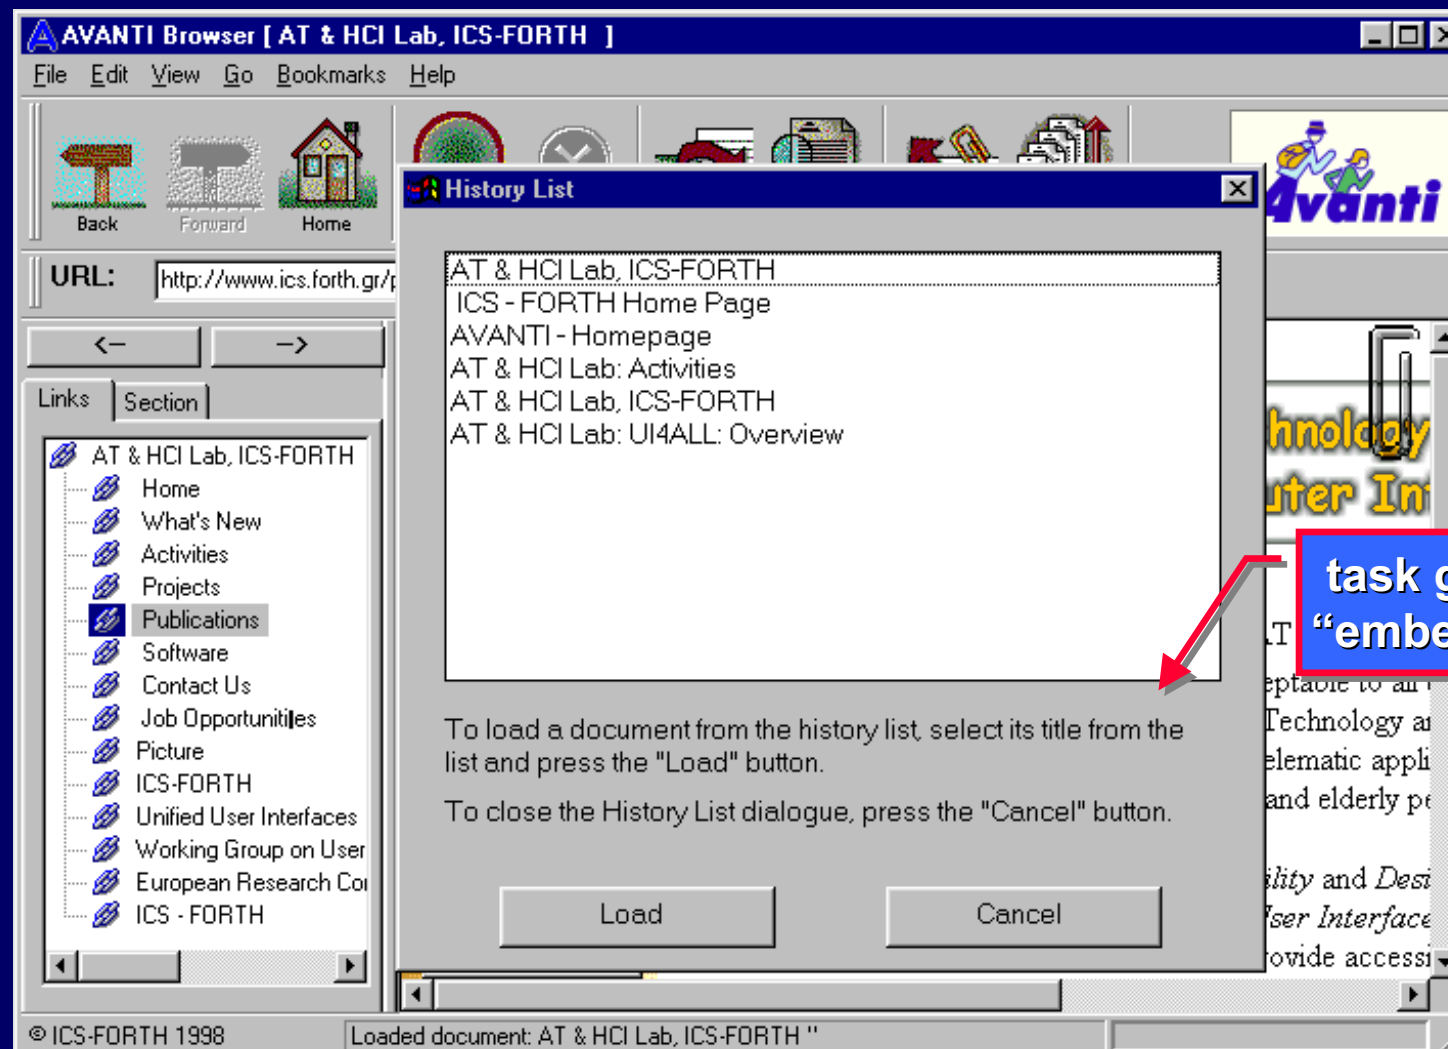 AVANTI Browser [ AT & HCI Lab, ICS-FORTH ]
File Edit View Go Bookmarks Help
Back Forward Home
Avanti
URL: http://www.ics.forth.gr/
<- ->
Links Section
AT & HCI Lab, ICS-FORTH
Home
What's New
Activities
Projects
Publications
Software
Contact Us
Job Opportunities
Picture
ICS-FORTH
Unified User Interfaces
Working Group on User
European Research
ICS - FORTH
History List
AT & HCI Lab, ICS-FORTH
ICS - FORTH Home Page
AVANTI - Homepage
AT & HCI Lab: Activities
AT & HCI Lab, ICS-FORTH
AT & HCI Lab: UI4ALL: Overview
To load a document from the history list, select its title from the
list and press the "Load" button.
To close the History List dialogue, press the "Cancel" button.
Load Cancel
task
Technology
and elderly
and
© ICS-FORTH 1998
Loaded document: AT & HCI Lab, ICS-FORTH "